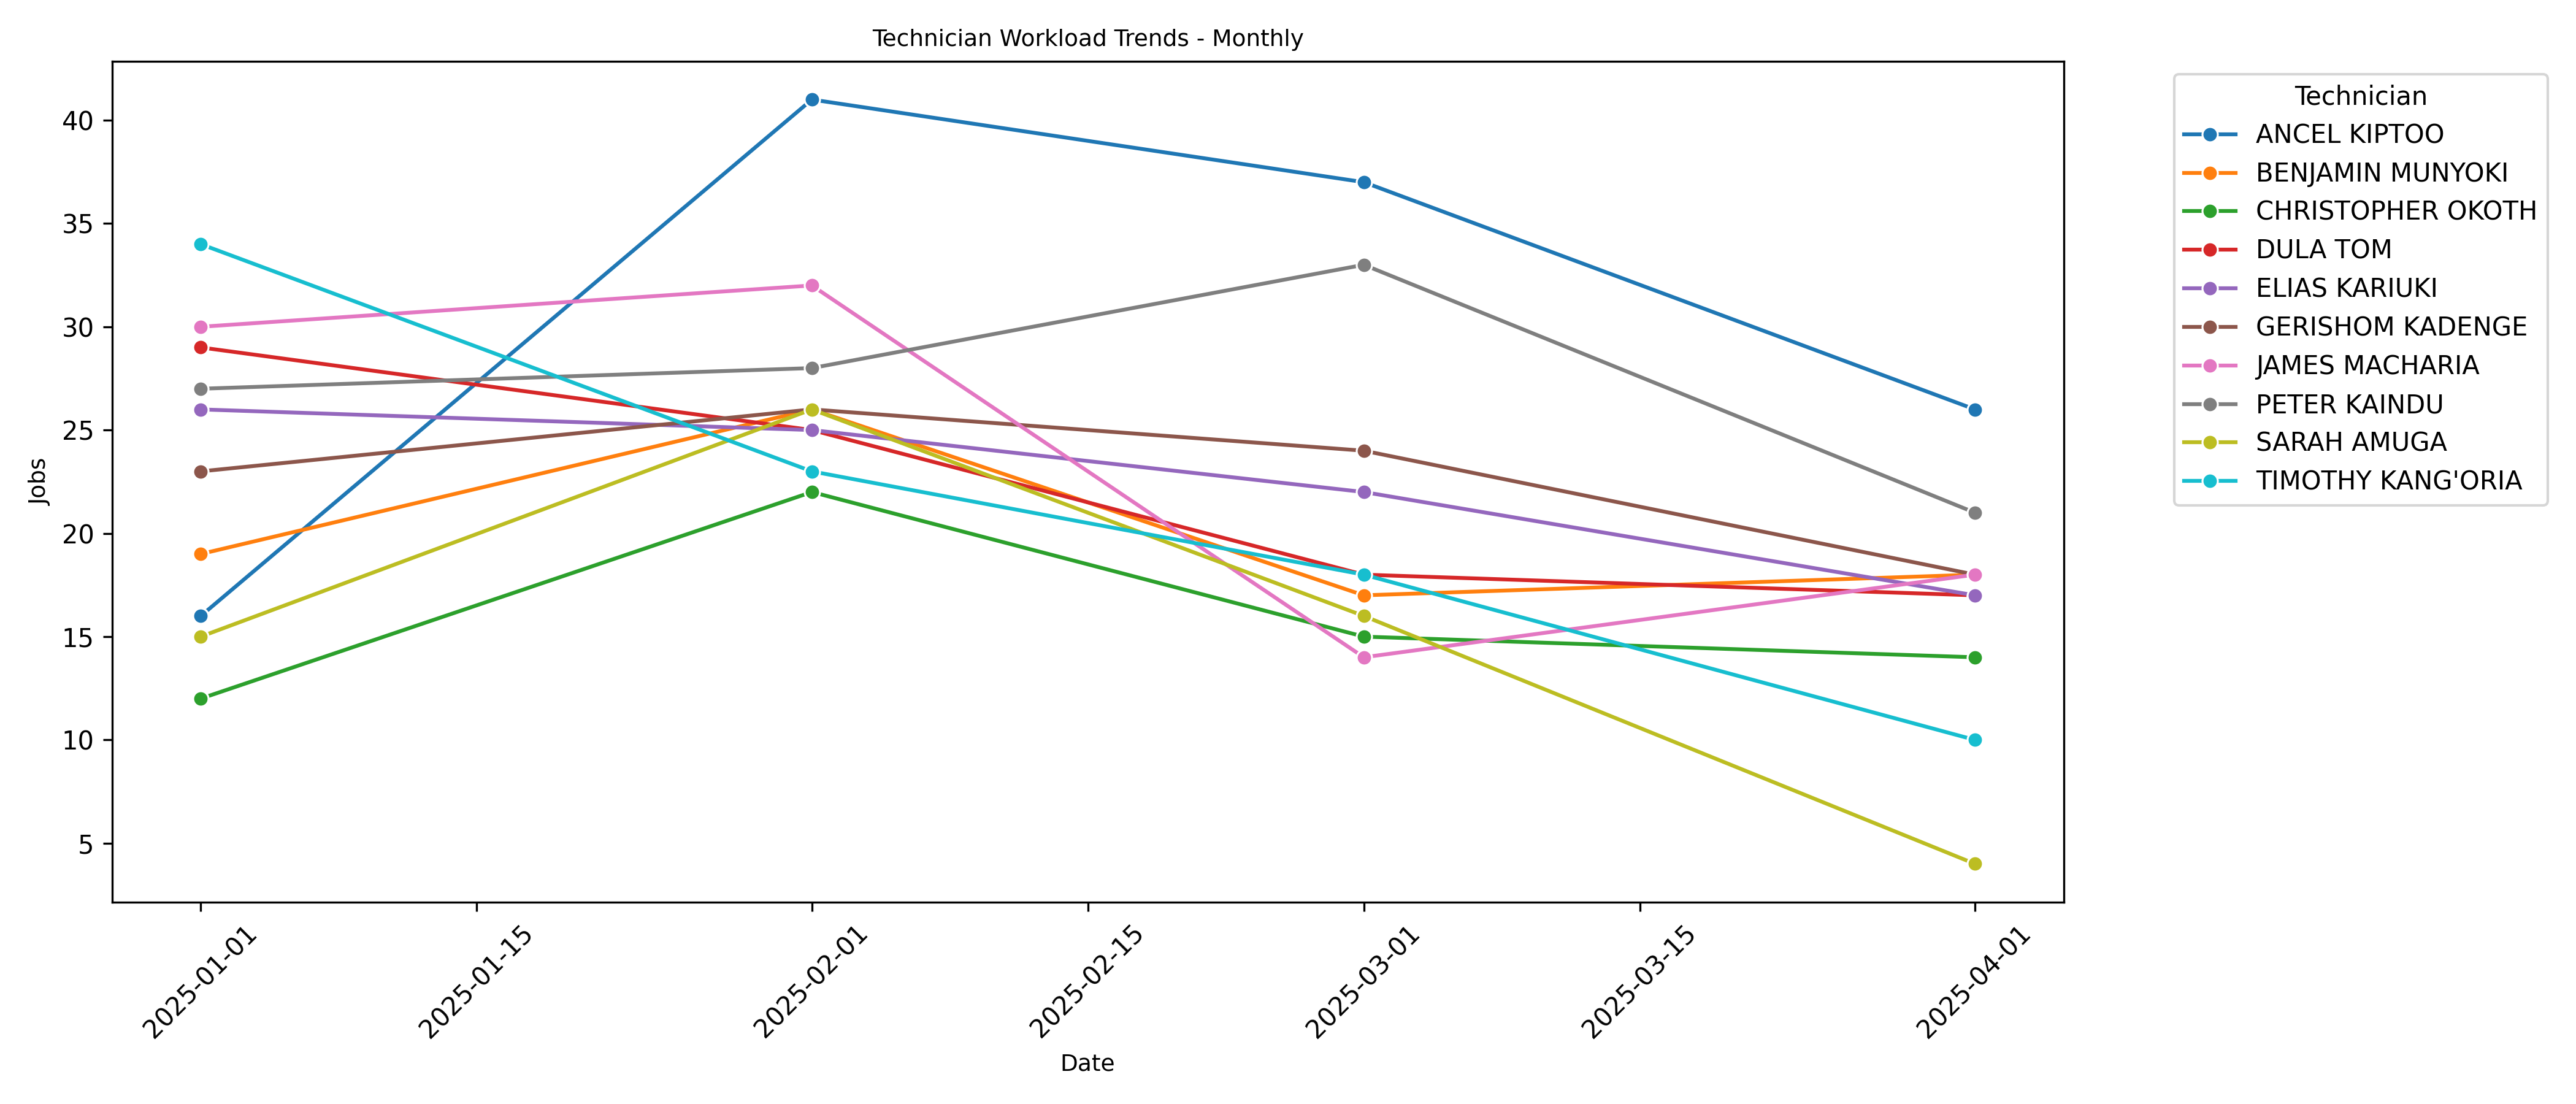 Technician Workload Trends - Monthly
Jobs
40
35
30
25
20
15
10
5
2025-01-01
2025-01-15
2025-02-01
2025-02-15
2025-03-01
2025-03-15
2025-04-01
Date
Technician
ANCEL KIPTOO
BENJAMIN MUNYOKI
CHRISTOPHER OKOTH
DULA TOM
ELIAS KARIUKI
GERISHOM KADENGE
JAMES MACHARIA
PETER KAINDU
SARAH AMUGA
TIMOTHY KANG'ORIA